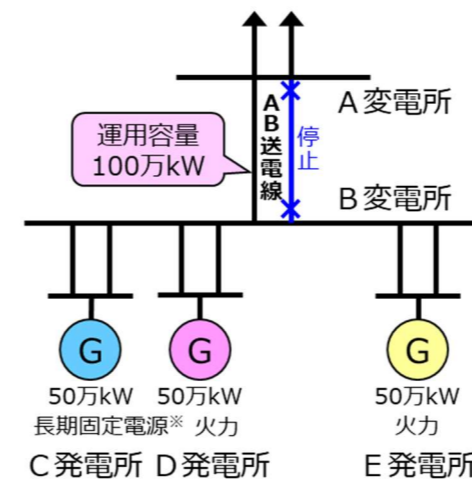 A変電所
AB送電線
停止
運用容量
100万kW
B変電所
G
G
G
50万kW
50万kW
50万kW
長期固定電源※
火力
火力
C発電所
D発電所
E発電所